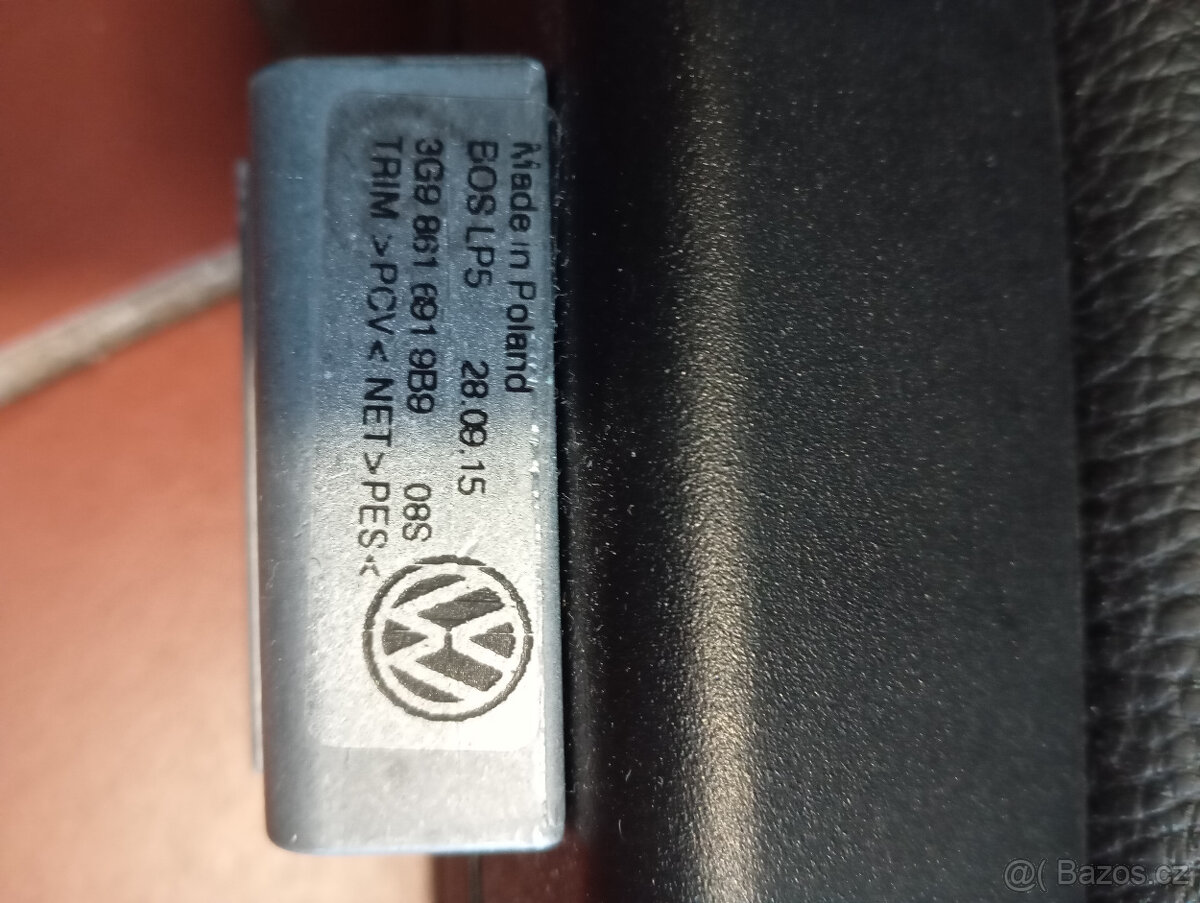 Made in Poland
BOS LP5 28.09.15
3G9 861 691 9B9 08S
TRIM >PCV< NET >PES<
@( Bazos.cz